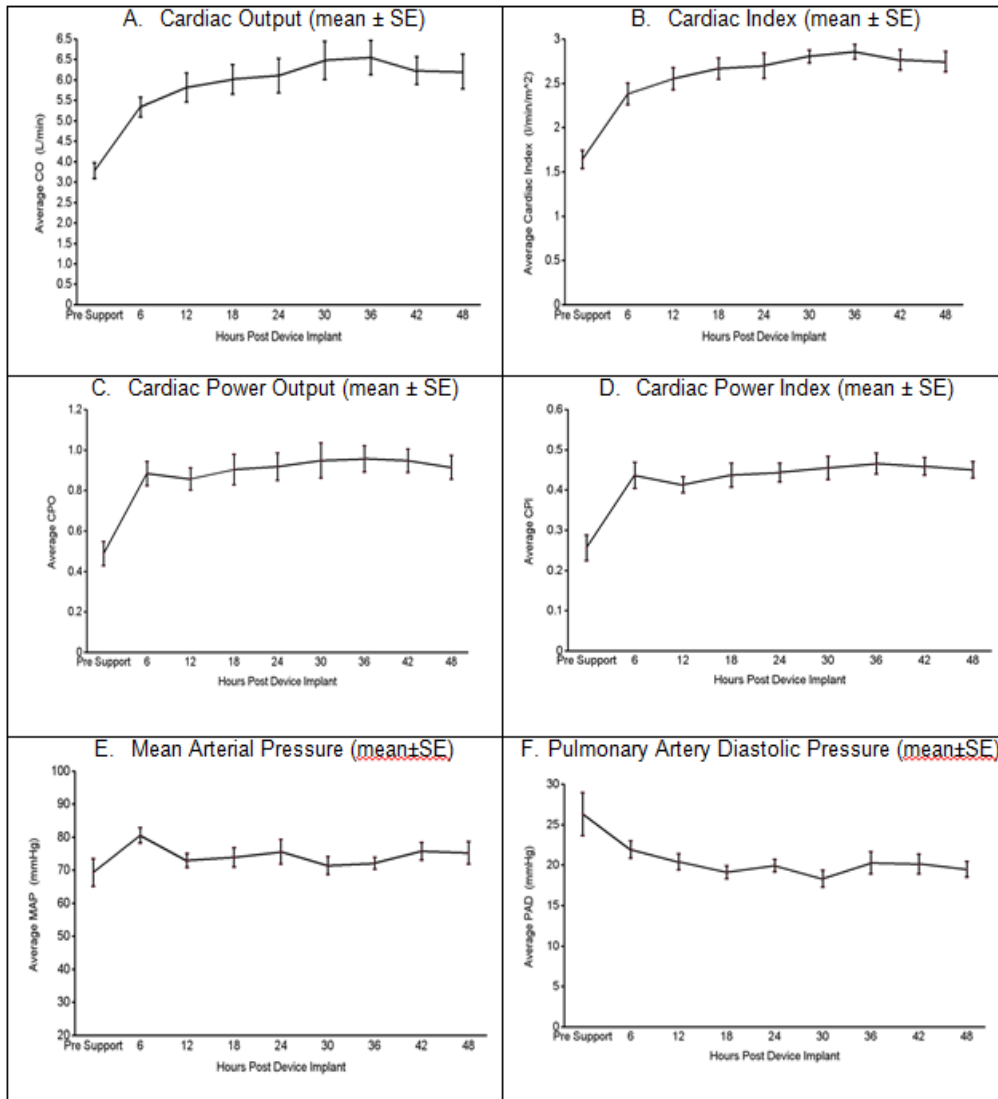 A. Cardiac Output (mean ± SE)
6.5
6.5
6.0
5.5
5.0
4.5
4.0
3.0
2.5
2.0
1.5
1.0
0.5
0
Average CO (L/min)
Pre Support 6 12 18 24 30 36 42 48
Hours Post Device Implant
B. Cardiac Index (mean ± SE)
3
2.5
2
1.5
1
0.5
0
Average Cardiac Index (l/min/m^2)
Pre Support 6 12 18 24 30 36 42 48
Hours Post Device Implant
C. Cardiac Power Output (mean ± SE)
1.2
1.0
0.8
0.6
0.4
0.2
0
Average CPO
Pre Support 6 12 18 24 30 36 42 48
Hours Post Device Implant
D. Cardiac Power Index (mean ± SE)
0.6
0.5
0.4
0.3
0.2
0.1
0
Average CPI
Pre Support 6 12 18 24 30 36 42 48
Hours Post Device Implant
E. Mean Arterial Pressure (mean±SE)
100
90
80
70
60
50
40
30
20
Average MAP (mmHg)
Pre Support 6 12 18 24 30 36 42 48
Hours Post Device Implant
F. Pulmonary Artery Diastolic Pressure (mean±SE)
30
25
20
15
10
5
0
Average PAD (mmHg)
Pre Support 6 12 18 24 30 36 42 48
Hours Post Device Implant